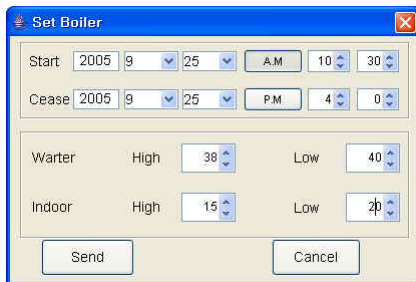 Set Boiler
Start 2005 9 25 A.M 10 30
Cease 2005 9 25 P.M 4 0
Warter High 38 Low 40
Indoor High 15 Low 20
Send Cancel